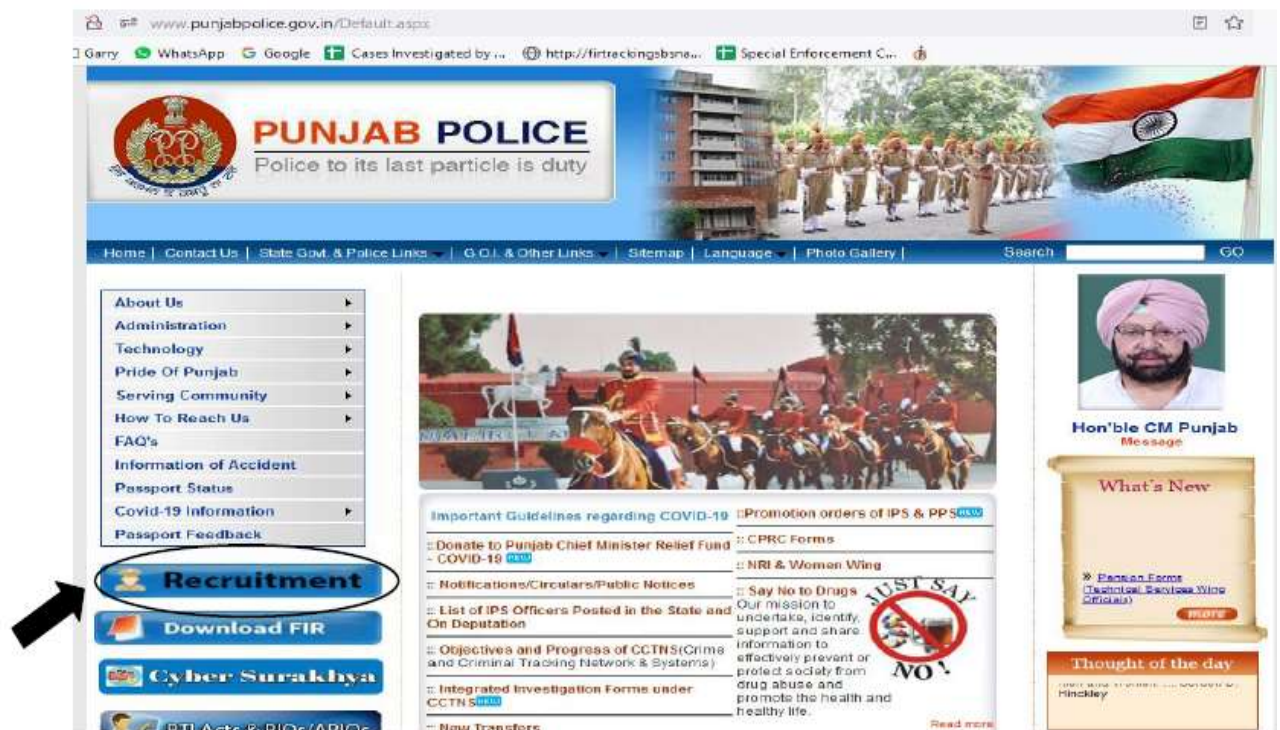 www.punjabpolice.gov.in/Default.aspx
Garry WhatsApp Google Cases Investigated by ... http://firtrackingsbsna... Special Enforcement C...
PUNJAB POLICE
Police to its last particle is duty
Home | Contact Us | State Govt. & Police Links | G.O.I. & Other Links | Sitemap | Language | Photo Gallery | Search GO
About Us
Administration
Technology
Pride Of Punjab
Serving Community
How To Reach Us
FAQ's
Information of Accident
Passport Status
Covid-19 Information
Passport Feedback
Recruitment
Download FIR
Cyber Surakhya
RTI Acts & PIOs/APIOs
Important Guidelines regarding COVID-19
:: Donate to Punjab Chief Minister Relief Fund
- COVID-19 NEW
:: Notifications/Circulars/Public Notices
:: List of IPS Officers Posted in the State and
On Deputation
:: Objectives and Progress of CCTNS(Crime
and Criminal Tracking Network & Systems)
:: Integrated Investigation Forms under
CCTNS NEW
:: New Transfers
::Promotion orders of IPS & PPS NEW
:: CPRC Forms
:: NRI & Women Wing
:: Say No to Drugs
Our mission to
undertake, identify,
support and share
information to
effectively prevent or
protect society from
drug abuse and
promote the health and
healthy life.
Read more
JUST SAY
NO!
Hon'ble CM Punjab
Message
What's New
» Pension Forms
(Technical Services Wing
Officials)
more
Thought of the day
Hinckley